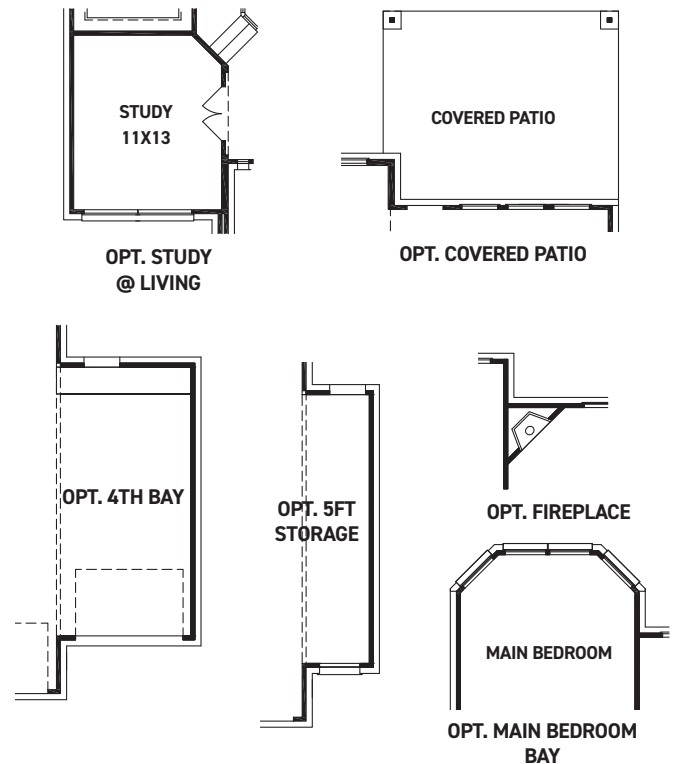 STUDY
11X13
OPT. STUDY
@ LIVING
COVERED PATIO
OPT. COVERED PATIO
OPT. 4TH BAY
OPT. 5FT
STORAGE
OPT. FIREPLACE
MAIN BEDROOM
OPT. MAIN BEDROOM
BAY